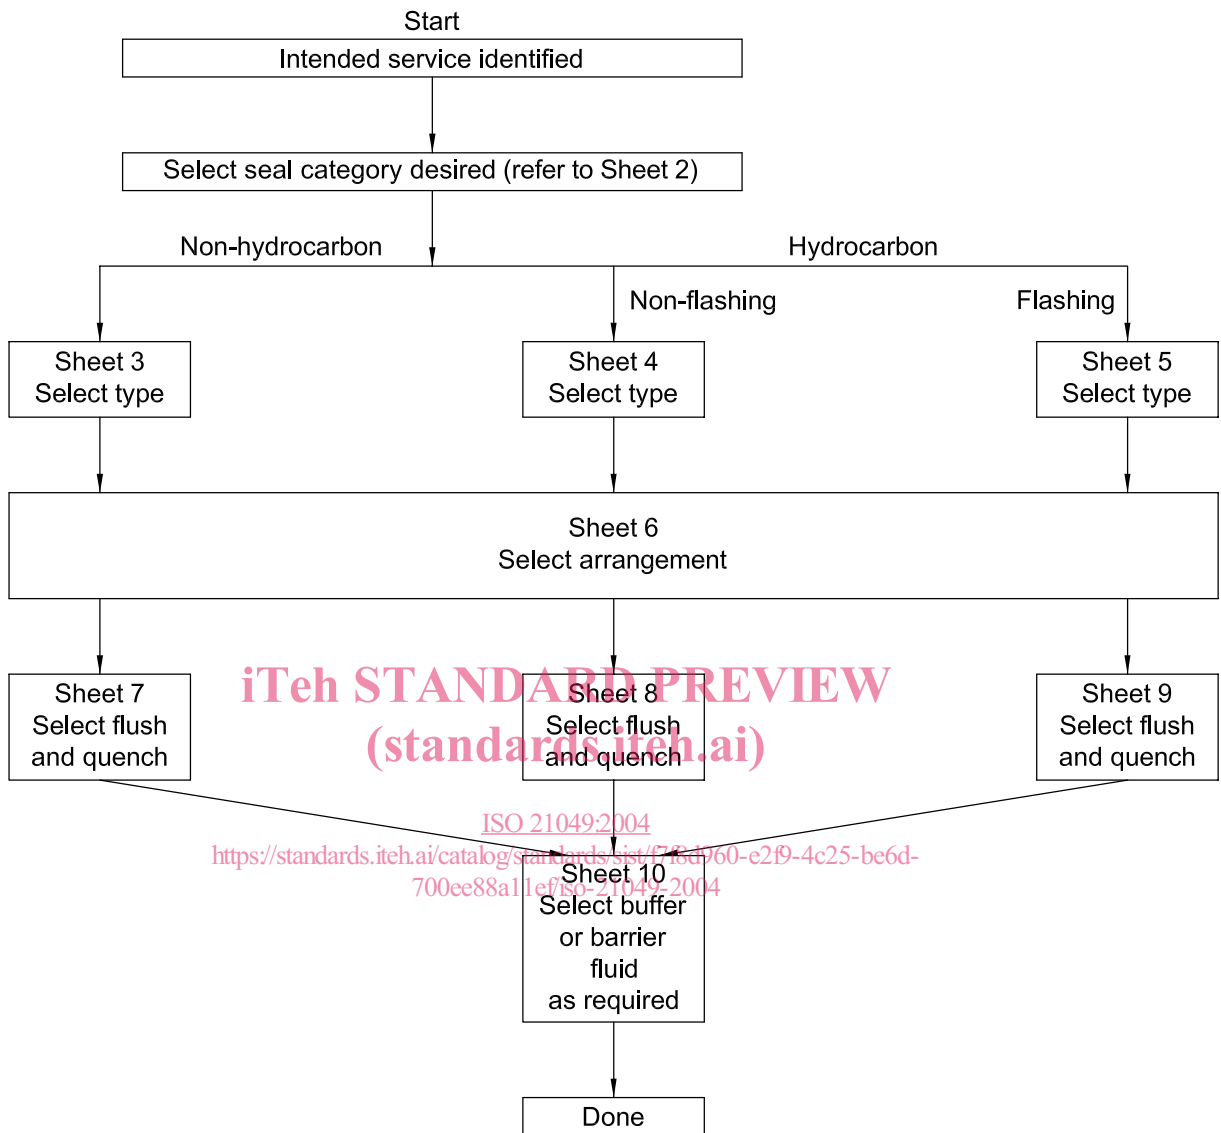 Start
Intended service identified
Select seal category desired (refer to Sheet 2)
Non-hydrocarbon
Hydrocarbon
Non-flashing
Flashing
Sheet 3
Select type
Sheet 4
Select type
Sheet 5
Select type
Sheet 6
Select arrangement
iTeh STANDARD PREVIEW
(standards.iteh.ai)
Sheet 7
Select flush
and quench
Sheet 8
Select flush
and quench
Sheet 9
Select flush
and quench
ISO 21049:2004
https://standards.iteh.ai/catalog/standards/sist/f7f8d960-e2f9-4c25-be6d-
700ee88a11ef/iso-21049-2004
Sheet 10
Select buffer
or barrier
fluid
as required
Done